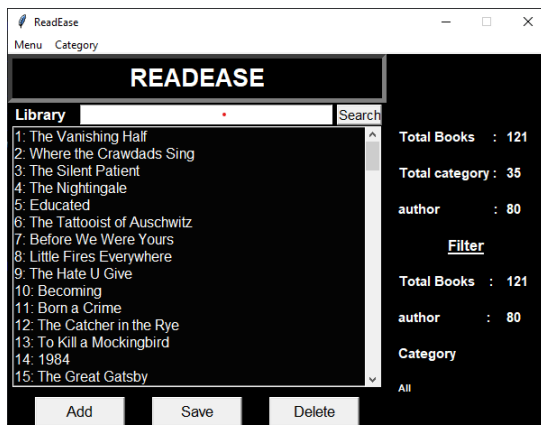 ReadEase
Menu Category
READEASE
Library
Search
1: The Vanishing Half
2: Where the Crawdads Sing
3: The Silent Patient
4: The Nightingale
5: Educated
6: The Tattooist of Auschwitz
7: Before We Were Yours
8: Little Fires Everywhere
9: The Hate U Give
10: Becoming
11: Born a Crime
12: The Catcher in the Rye
13: To Kill a Mockingbird
14: 1984
15: The Great Gatsby
Add Save Delete
Total Books : 121
Total category : 35
author : 80
Filter
Total Books : 121
author : 80
Category
All